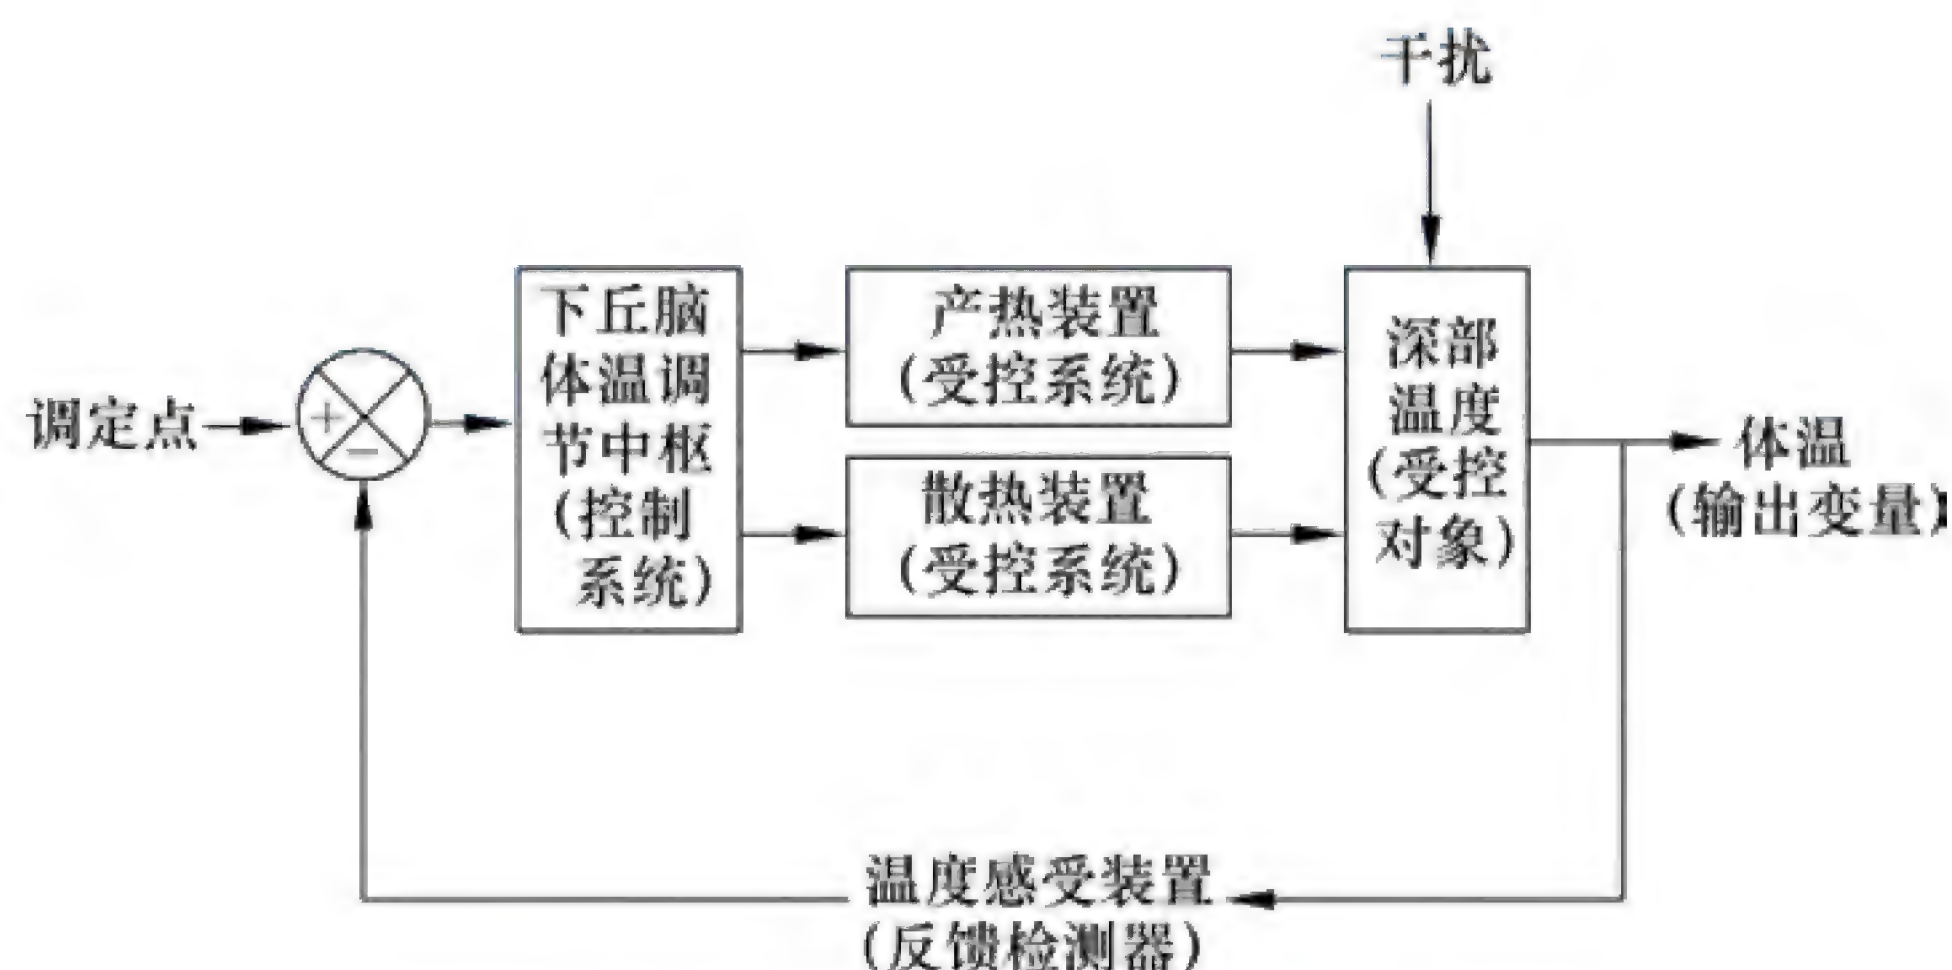 干扰
调定点
+
−
下丘脑
体温调
节中枢
(控制
系统)
产热装置
(受控系统)
散热装置
(受控系统)
深部
温度
(受控
对象)
体温
(输出变量)
温度感受装置
(反馈检测器)